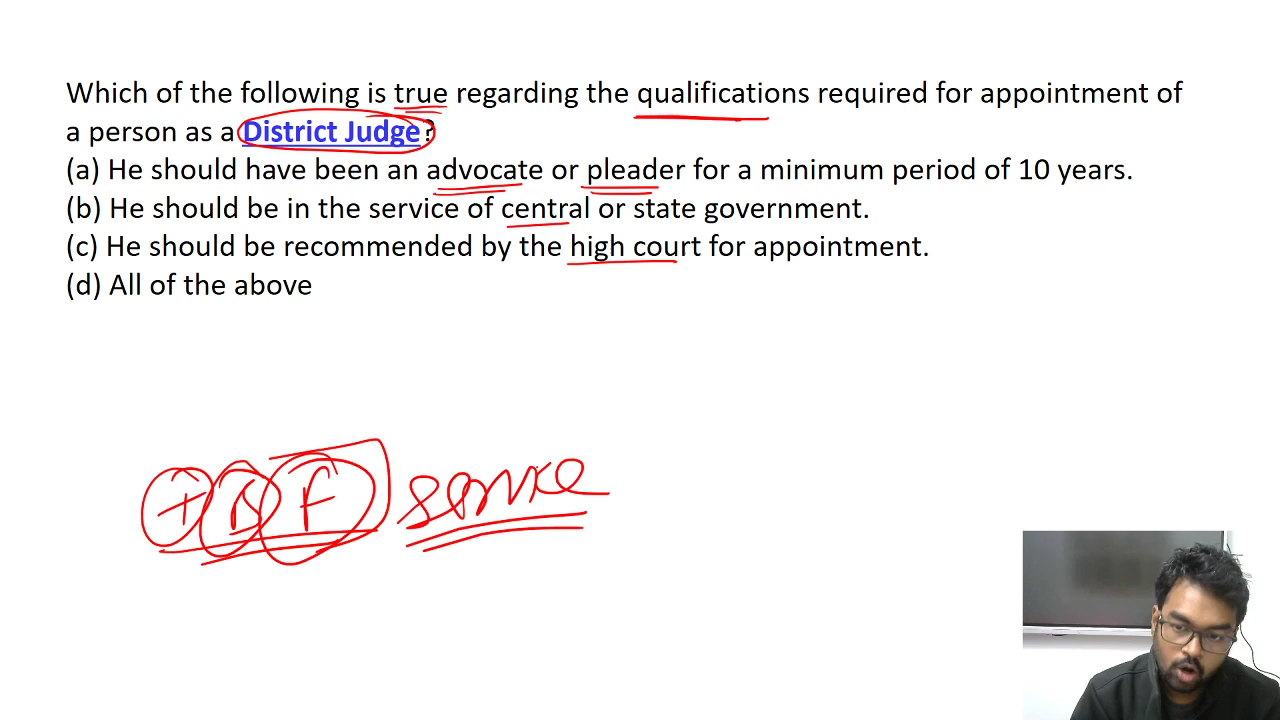 Which of the following is true regarding the qualifications required for appointment of
a person as a District Judge?
(a) He should have been an advocate or pleader for a minimum period of 10 years.
(b) He should be in the service of central or state government.
(c) He should be recommended by the high court for appointment.
(d) All of the above
service